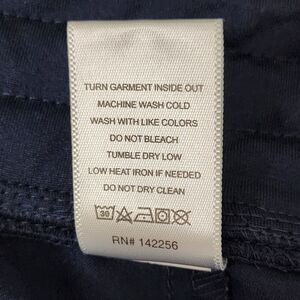 TURN GARMENT INSIDE OUT
MACHINE WASH COLD
WASH WITH LIKE COLORS
DO NOT BLEACH
TUMBLE DRY LOW
LOW HEAT IRON IF NEEDED
DO NOT DRY CLEAN
30
RN# 142256